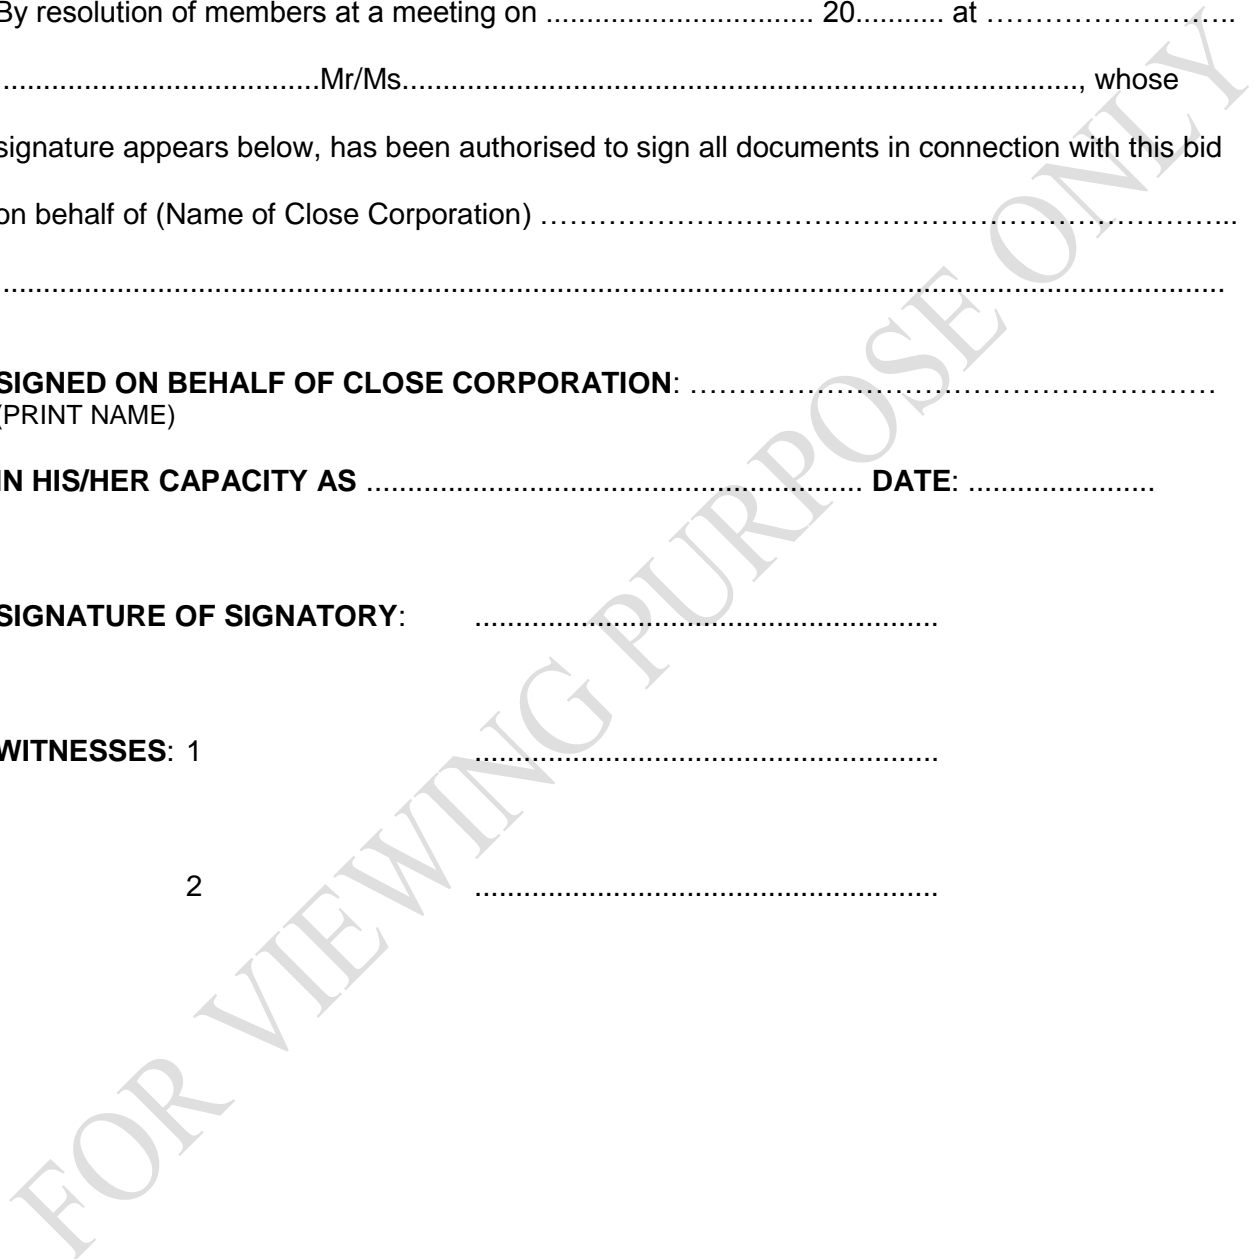 By resolution of members at a meeting on ................................ 20........... at ……………………..
.......................................Mr/Ms.................................................................................., whose
signature appears below, has been authorised to sign all documents in connection with this bid
on behalf of (Name of Close Corporation) ……………………………………………………………...
....................................................................................................................................................
SIGNED ON BEHALF OF CLOSE CORPORATION: ………………………………………………
(PRINT NAME)
IN HIS/HER CAPACITY AS ............................................................ DATE: .......................
SIGNATURE OF SIGNATORY: .........................................................
WITNESSES: 1 .........................................................
2 .........................................................
FOR VIEWING PURPOSE ONLY